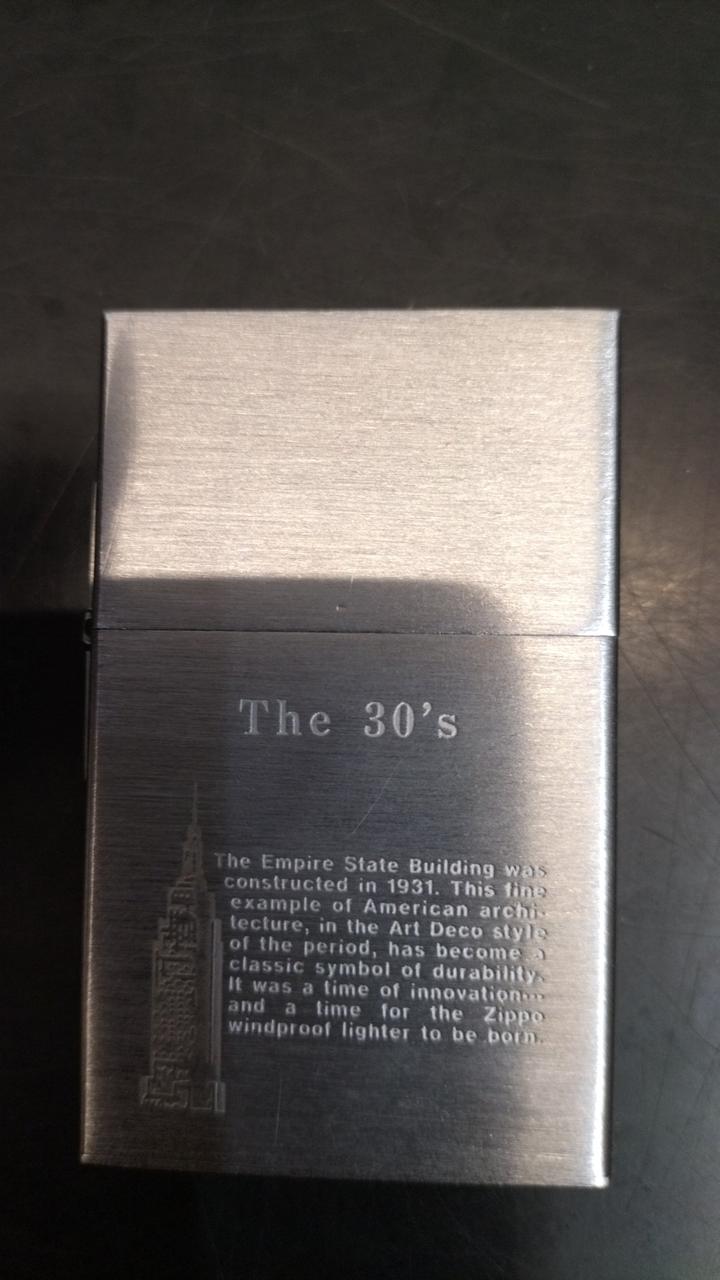 The 30's
The Empire State Building was
constructed in 1931. This fine
example of American archi-
tecture, in the Art Deco style
of the period, has become a
classic symbol of durability.
It was a time of innovation...
and a time for the Zippo
windproof lighter to be born.